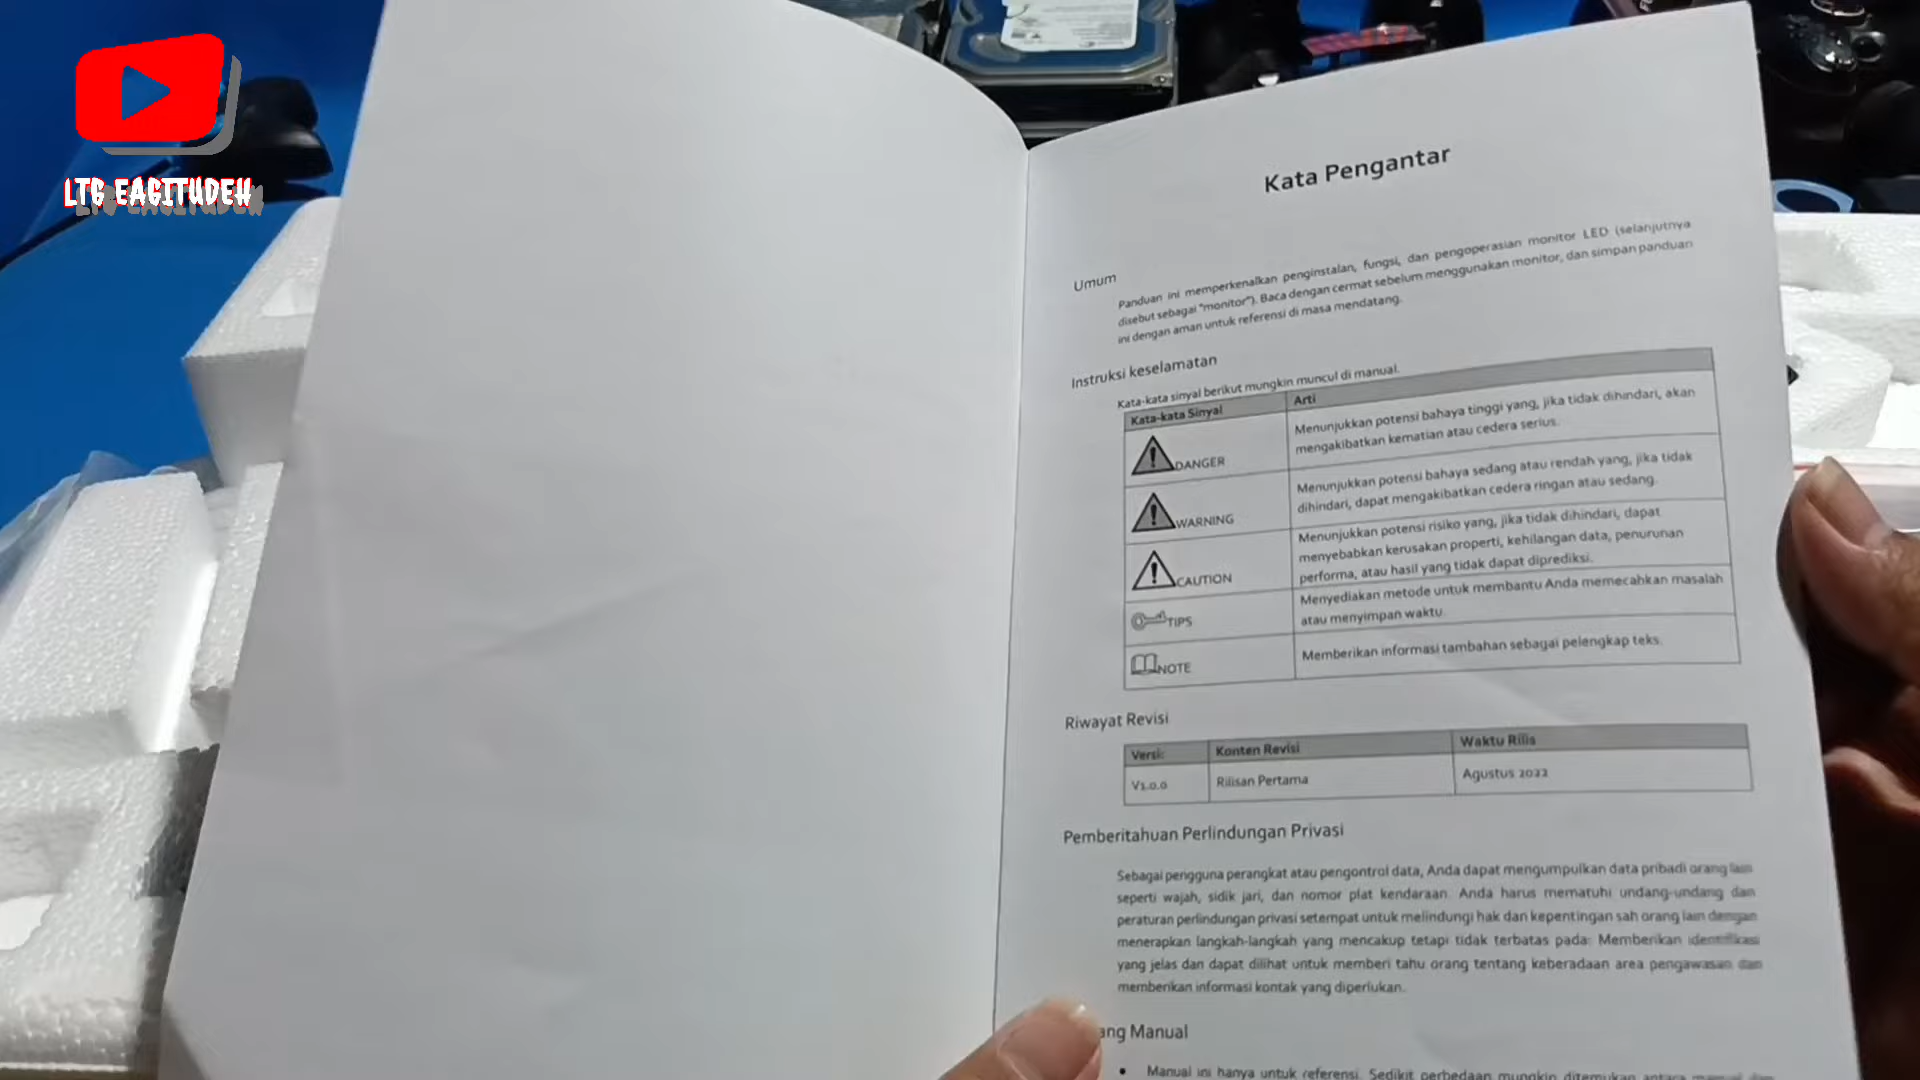 LTG EAGITUDEH
Kata Pengantar
Umum
Panduan ini memperkenalkan penginstalan, fungsi, dan pengoperasian monitor LED (selanjutnya
disebut sebagai "monitor"). Baca dengan cermat sebelum menggunakan monitor, dan simpan panduan
ini dengan aman untuk referensi di masa mendatang.
Instruksi keselamatan
Kata-kata sinyal berikut mungkin muncul di manual.
Kata-kata Sinyal
Arti
DANGER
Menunjukkan potensi bahaya tinggi yang, jika tidak dihindari, akan
mengakibatkan kematian atau cedera serius.
WARNING
Menunjukkan potensi bahaya sedang atau rendah yang, jika tidak
dihindari, dapat mengakibatkan cedera ringan atau sedang.
CAUTION
Menunjukkan potensi risiko yang, jika tidak dihindari, dapat
menyebabkan kerusakan properti, kehilangan data, penurunan
performa, atau hasil yang tidak dapat diprediksi.
TIPS
Menyediakan metode untuk membantu Anda memecahkan masalah
atau menyimpan waktu.
NOTE
Memberikan informasi tambahan sebagai pelengkap teks.
Riwayat Revisi
Versi:
Konten Revisi
Waktu Rilis
V1.0.0
Rilisan Pertama
Agustus 2022
Pemberitahuan Perlindungan Privasi
Sebagai pengguna perangkat atau pengontrol data, Anda dapat mengumpulkan data pribadi orang lain
seperti wajah, sidik jari, dan nomor plat kendaraan. Anda harus mematuhi undang-undang dan
peraturan perlindungan privasi setempat untuk melindungi hak dan kepentingan sah orang lain dengan
menerapkan langkah-langkah yang mencakup tetapi tidak terbatas pada: Memberikan identifikasi
yang jelas dan dapat dilihat untuk memberi tahu orang tentang keberadaan area pengawasan dan
memberikan informasi kontak yang diperlukan.
ang Manual
• Manual ini hanya untuk referensi. Sedikit perbedaan mungkin ditemukan antara manual dan